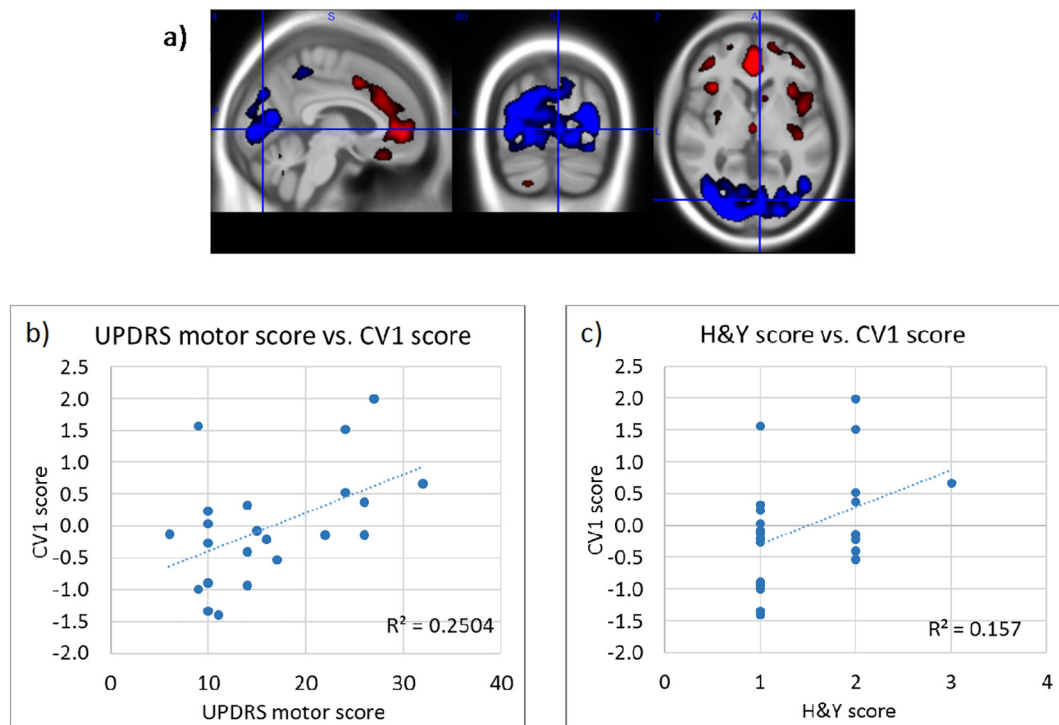 a)
4 S -80 S 2 A
P L L
b)
UPDRS motor score vs. CV1 score
2.5
2.0
1.5
1.0
0.5
0.0
-0.5
-1.0
-1.5
-2.0
CV1 score
R² = 0.2504
0 10 20 30 40
UPDRS motor score
c)
H&Y score vs. CV1 score
2.5
2.0
1.5
1.0
0.5
0.0
-0.5
-1.0
-1.5
-2.0
CV1 score
R² = 0.157
0 1 2 3 4
H&Y score